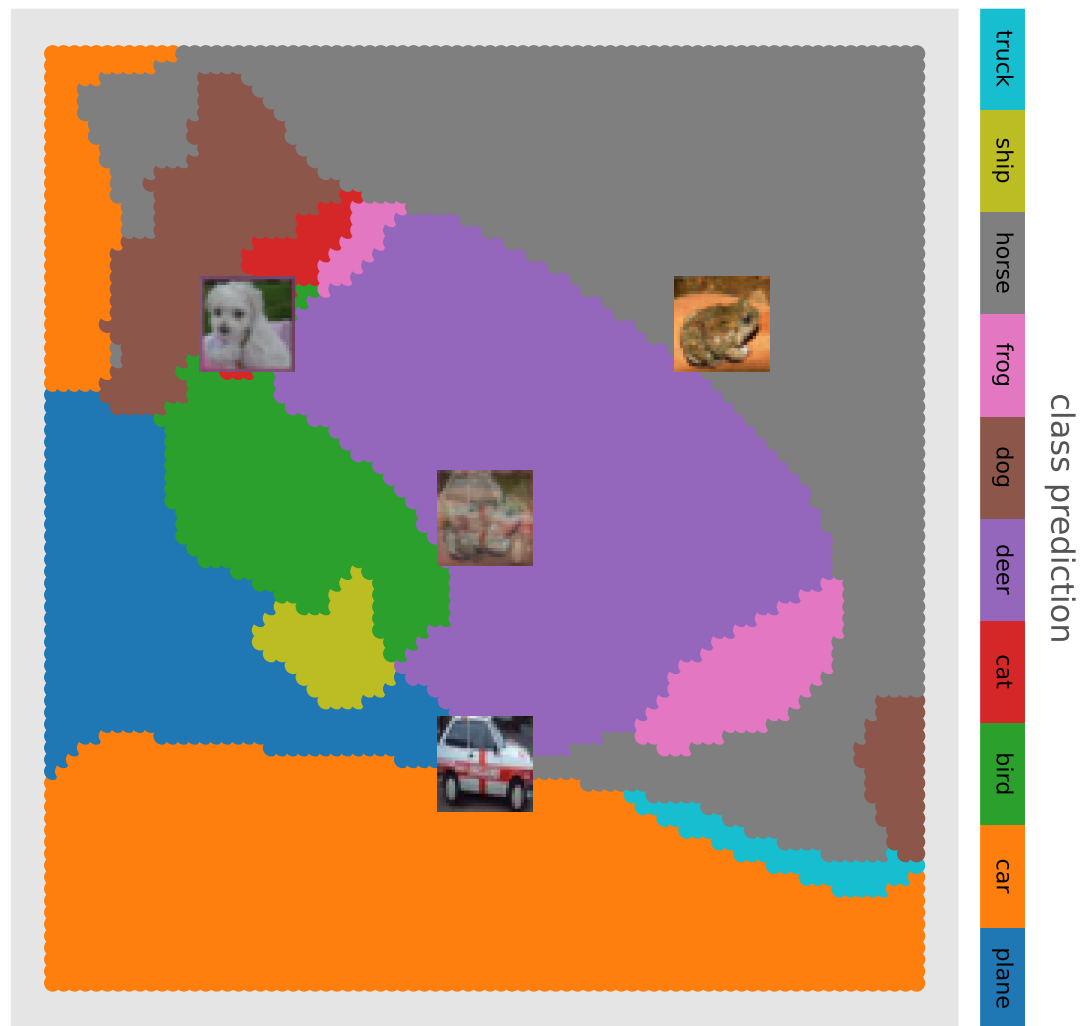 truck
ship
horse
frog
dog
deer
cat
bird
car
plane
class prediction